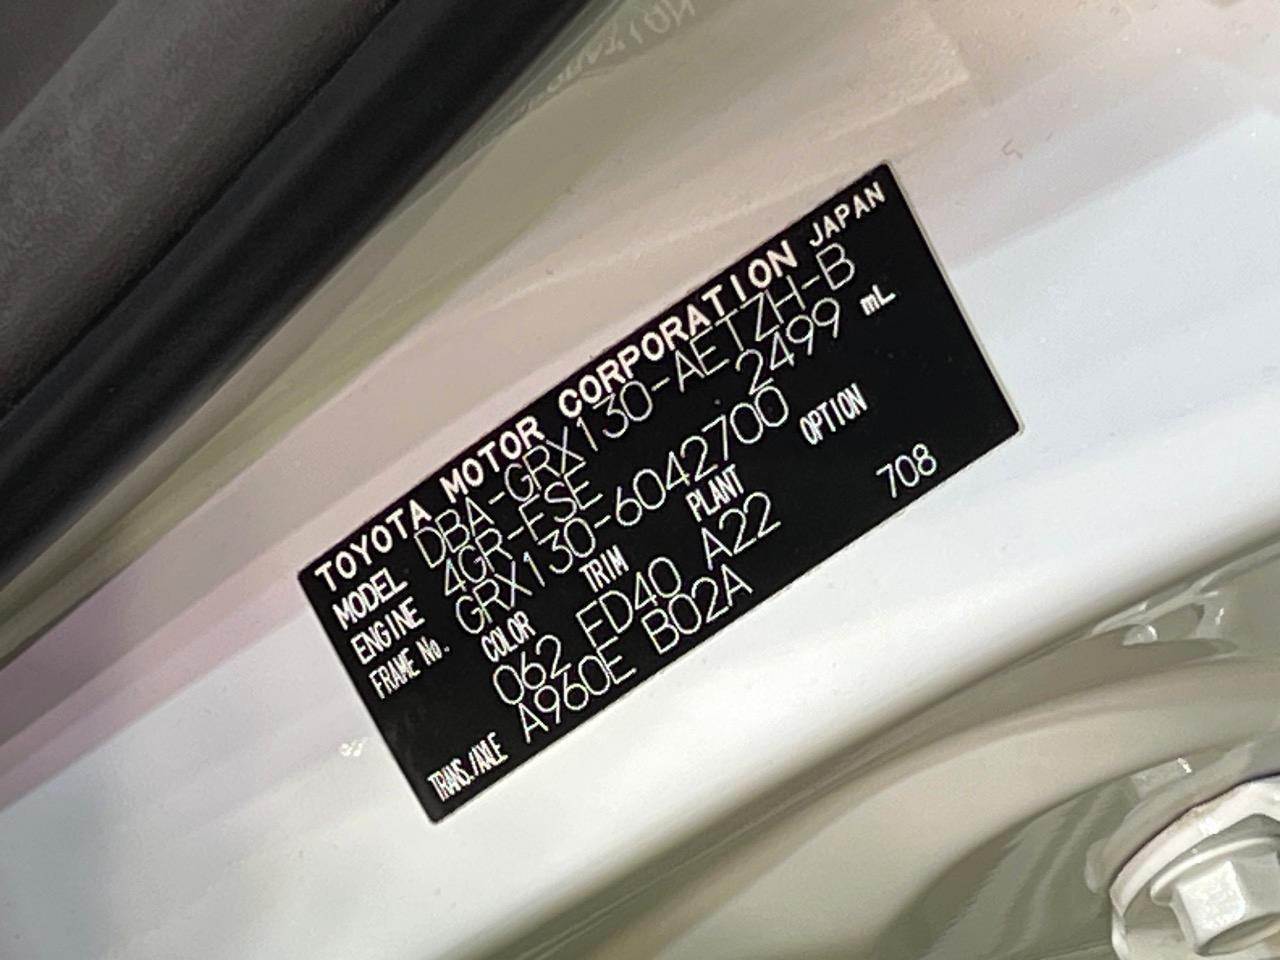 TOYOTA MOTOR CORPORATION JAPAN
MODEL DBA-GRX130-AETZH-B
ENGINE 4GR-FSE 2499 mL
FRAME No. GRX130-6042700
COLOR TRIM PLANT OPTION
062 FD40 A22
TRANS./AXLE A960E B02A 708